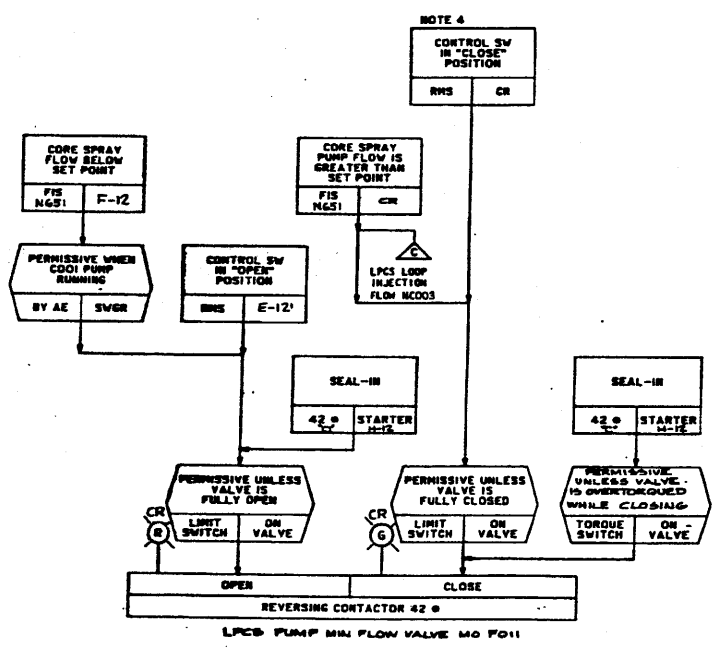 NOTE 4
CONTROL SW
IN "CLOSE"
POSITION
RMS CR
CORE SPRAY
FLOW BELOW
SET POINT
FIS
N651
F-12
CORE SPRAY
PUMP FLOW IS
GREATER THAN
SET POINT
FIS
N651
CR
C
LPCS LOOP
INJECTION
FLOW NC003
PERMISSIVE WHEN
C001 PUMP
RUNNING
BY AE SWGR
CONTROL SW
IN "OPEN"
POSITION
RMS E-12
SEAL-IN
42
STARTER
H-12
SEAL-IN
42
STARTER
H-12
PERMISSIVE UNLESS
VALVE IS
FULLY OPEN
LIMIT
SWITCH
ON
VALVE
CR
R
PERMISSIVE UNLESS
VALVE IS
FULLY CLOSED
LIMIT
SWITCH
ON
VALVE
CR
G
PERMISSIVE
UNLESS VALVE
IS OVERTORQUED
WHILE CLOSING
TORQUE
SWITCH
ON
VALVE
OPEN CLOSE
REVERSING CONTACTOR 42
LPCS PUMP MIN FLOW VALVE MO F011